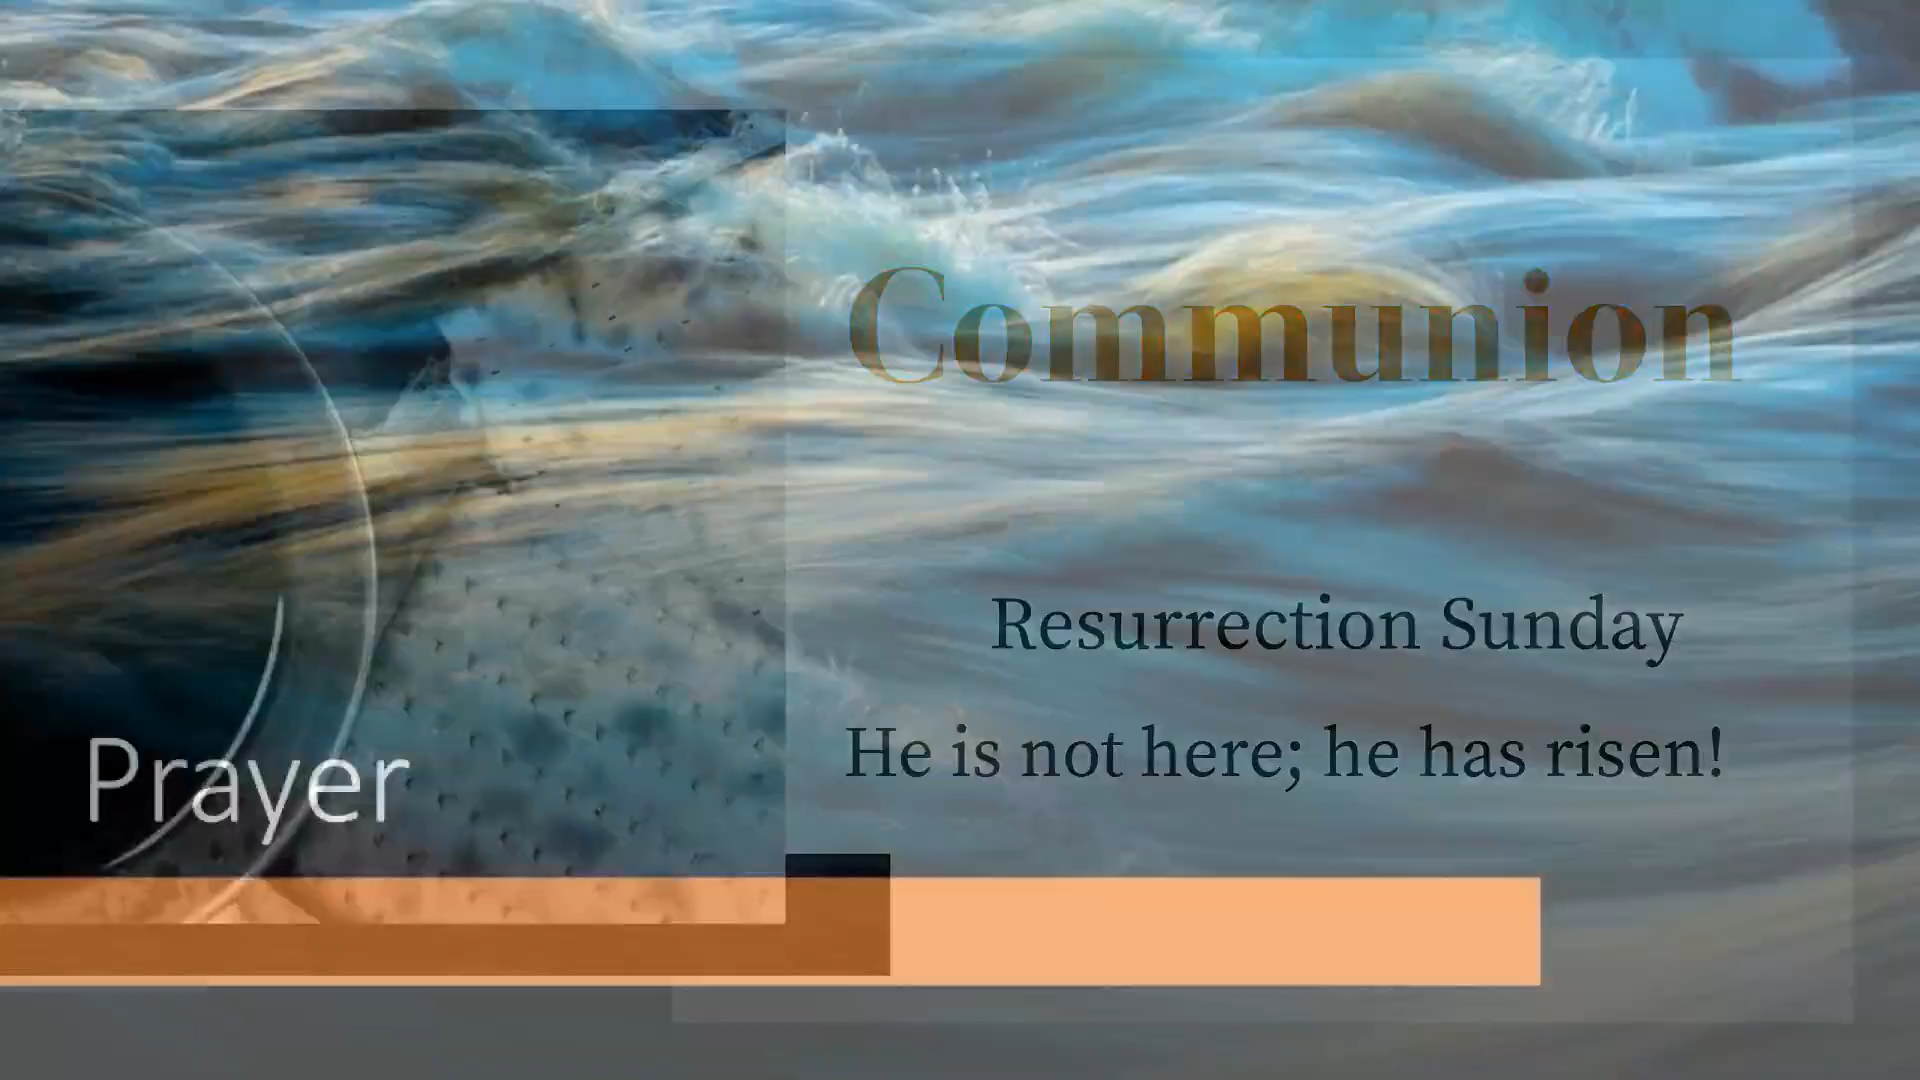 Communion
Resurrection Sunday
He is not here; he has risen!
Prayer